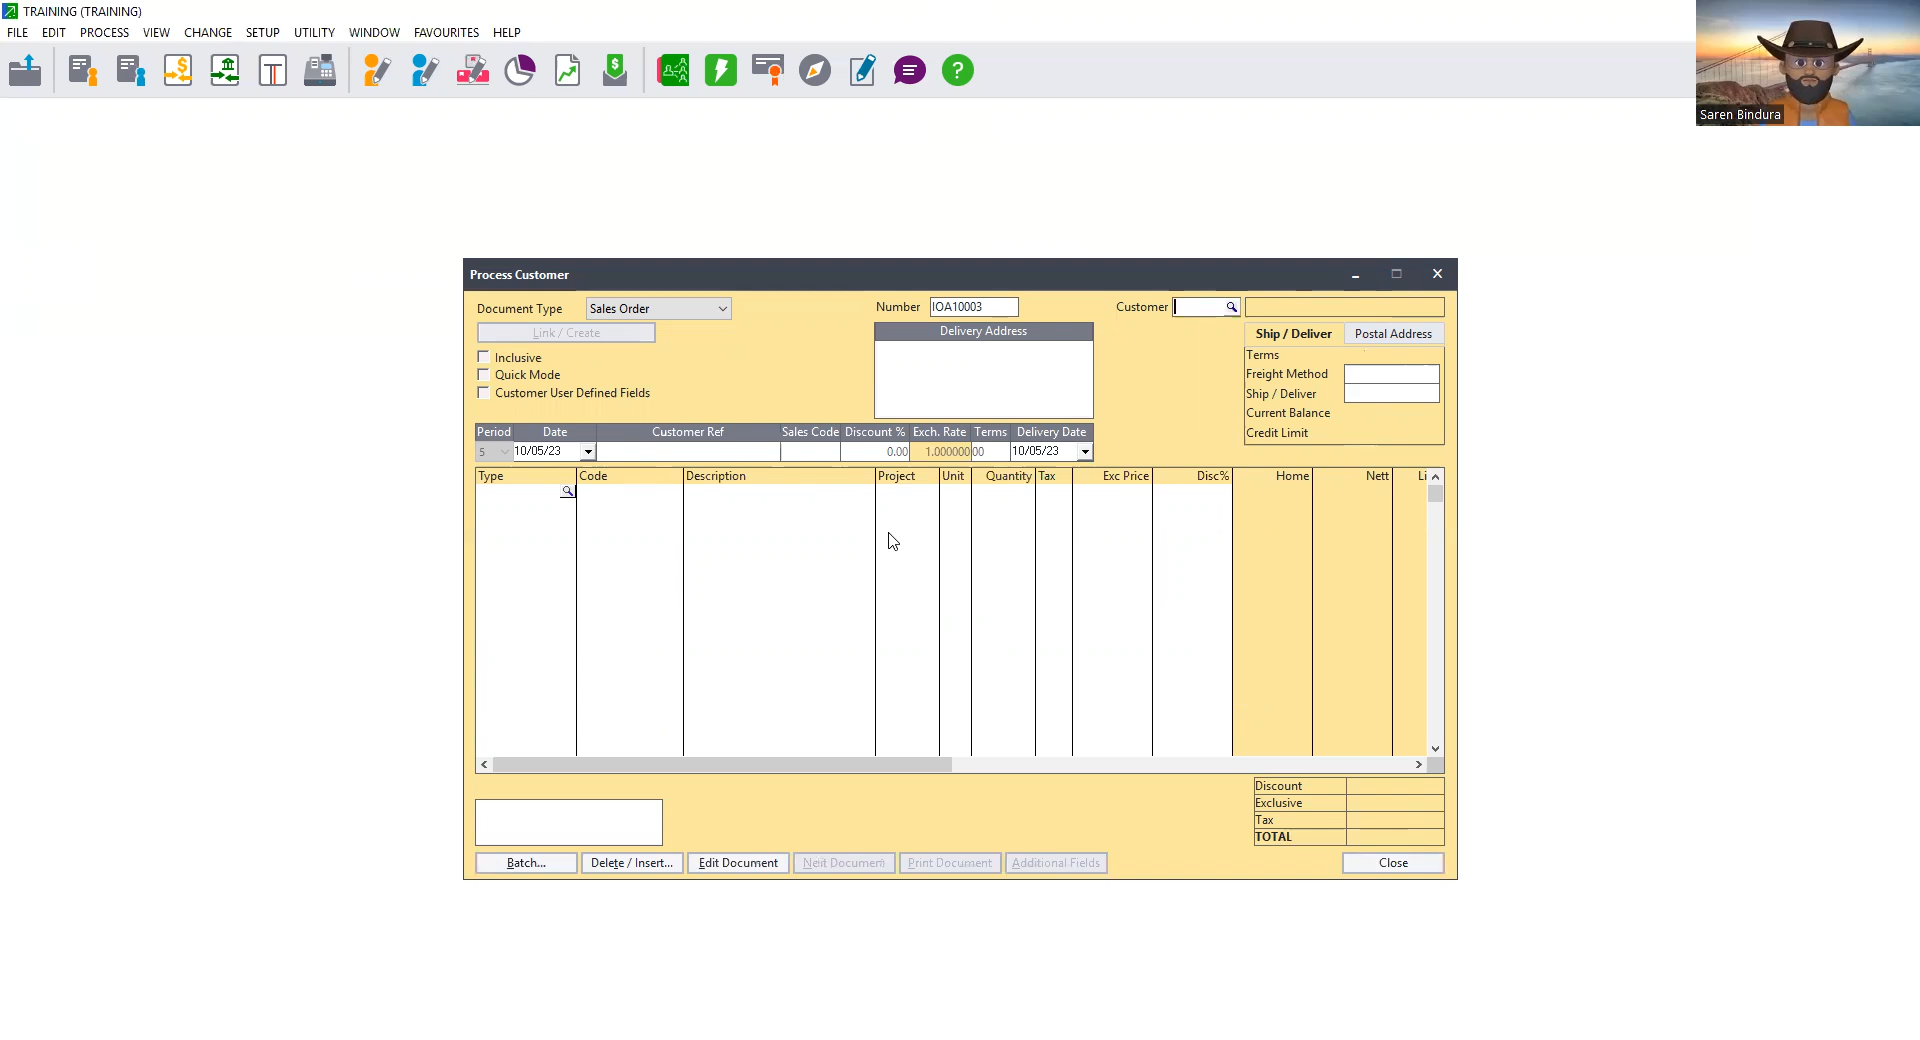 TRAINING (TRAINING)
FILE EDIT PROCESS VIEW CHANGE SETUP UTILITY WINDOW FAVOURITES HELP
Saren Bindura
Process Customer
Document Type Sales Order Number IOA10003 Customer
Link / Create Delivery Address Ship / Deliver Postal Address
Inclusive Terms
Quick Mode Freight Method
Customer User Defined Fields Ship / Deliver
Current Balance
Credit Limit
Period Date Customer Ref Sales Code Discount % Exch. Rate Terms Delivery Date
5 10/05/23 0.00 1.000000 00 10/05/23
Type Code Description Project Unit Quantity Tax Exc Price Disc% Home Nett Li
Discount
Exclusive
Tax
TOTAL
Batch... Delete / Insert... Edit Document Next Document Print Document Additional Fields Close